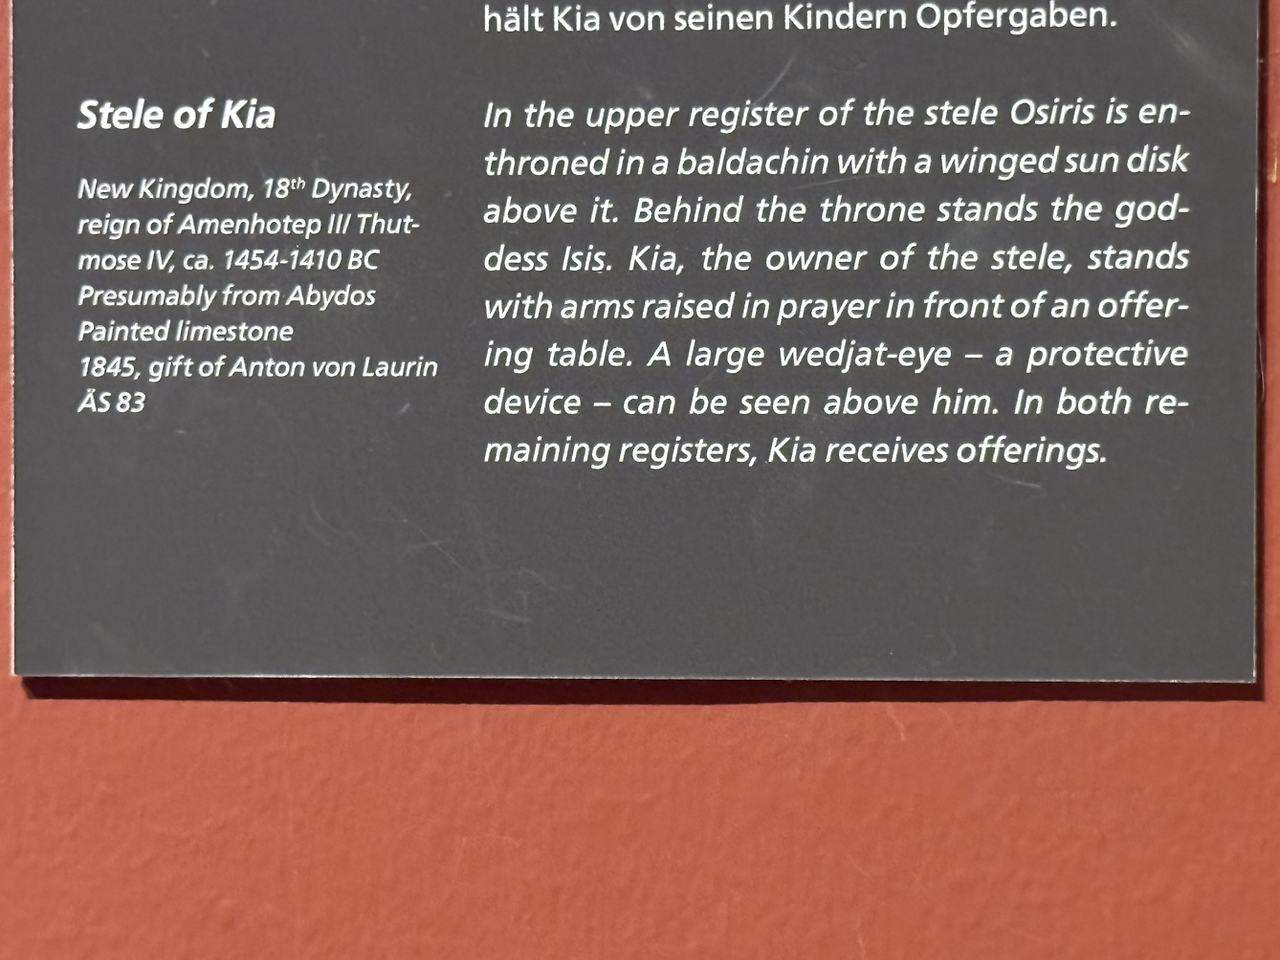 hält Kia von seinen Kindern Opfergaben.
Stele of Kia
New Kingdom, 18th Dynasty,
reign of Amenhotep II/ Thut-
mose IV, ca. 1454-1410 BC
Presumably from Abydos
Painted limestone
1845, gift of Anton von Laurin
ÄS 83
In the upper register of the stele Osiris is en-
throned in a baldachin with a winged sun disk
above it. Behind the throne stands the god-
dess Isis. Kia, the owner of the stele, stands
with arms raised in prayer in front of an offer-
ing table. A large wedjat-eye – a protective
device – can be seen above him. In both re-
maining registers, Kia receives offerings.